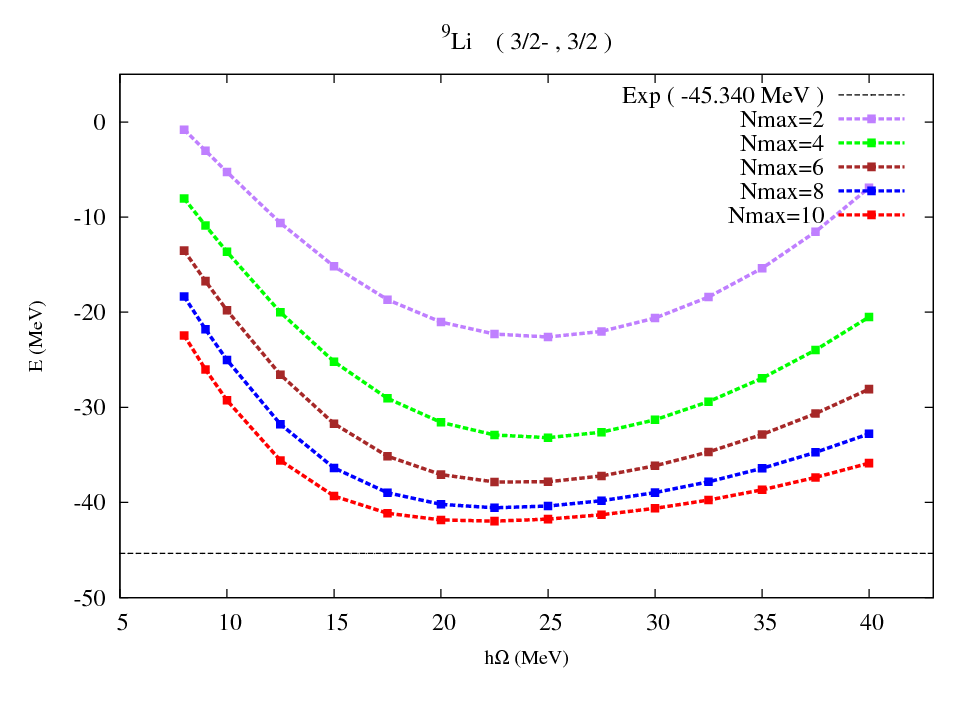 ⁹Li ( 3/2- , 3/2 )
Exp ( -45.340 MeV )
Nmax=2
Nmax=4
Nmax=6
Nmax=8
Nmax=10
0
-10
-20
-30
-40
-50
E (MeV)
5 10 15 20 25 30 35 40
hΩ (MeV)